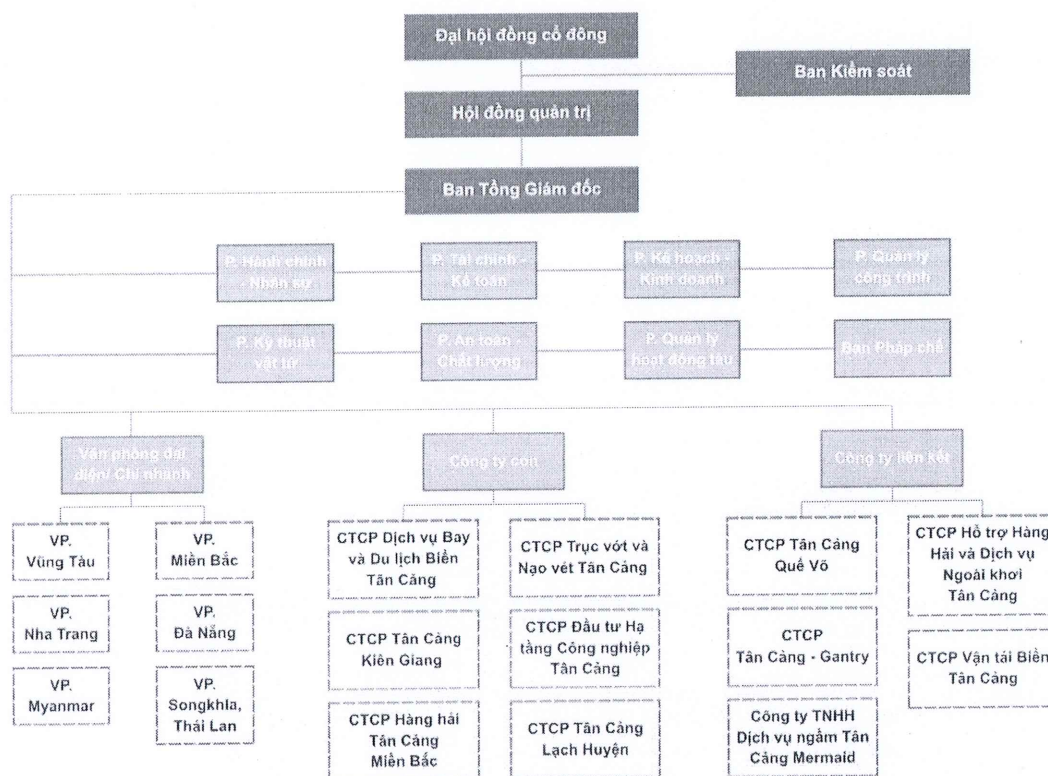 Đại hội đồng cổ đông
Ban Kiểm soát
Hội đồng quản trị
Ban Tổng Giám đốc
P. Hành chính
- Nhân sự
P. Tài chính -
Kế toán
P. Kế hoạch -
Kinh doanh
P. Quản lý
công trình
P. Kỹ thuật
vật tư
P. An toàn -
Chất lượng
P. Quản lý
hoạt động tàu
Ban Pháp chế
Văn phòng đại
diện/ Chi nhánh
Công ty con
Công ty liên kết
VP.
Vũng Tàu
VP.
Miền Bắc
VP.
Nha Trang
VP.
Đà Nẵng
VP.
Myanmar
VP.
Songkhla,
Thái Lan
CTCP Dịch vụ Bay
và Du lịch Biển
Tân Cảng
CTCP Trục vớt và
Nạo vét Tân Cảng
CTCP Tân Cảng
Kiên Giang
CTCP Đầu tư Hạ
tầng Công nghiệp
Tân Cảng
CTCP Hàng hải
Tân Cảng
Miền Bắc
CTCP Tân Cảng
Lạch Huyện
CTCP Tân Cảng
Quế Võ
CTCP Hỗ trợ Hàng
Hải và Dịch vụ
Ngoài khơi
Tân Cảng
CTCP
Tân Cảng - Gantry
CTCP Vận tải Biển
Tân Cảng
Công ty TNHH
Dịch vụ ngầm Tân
Cảng Mermaid